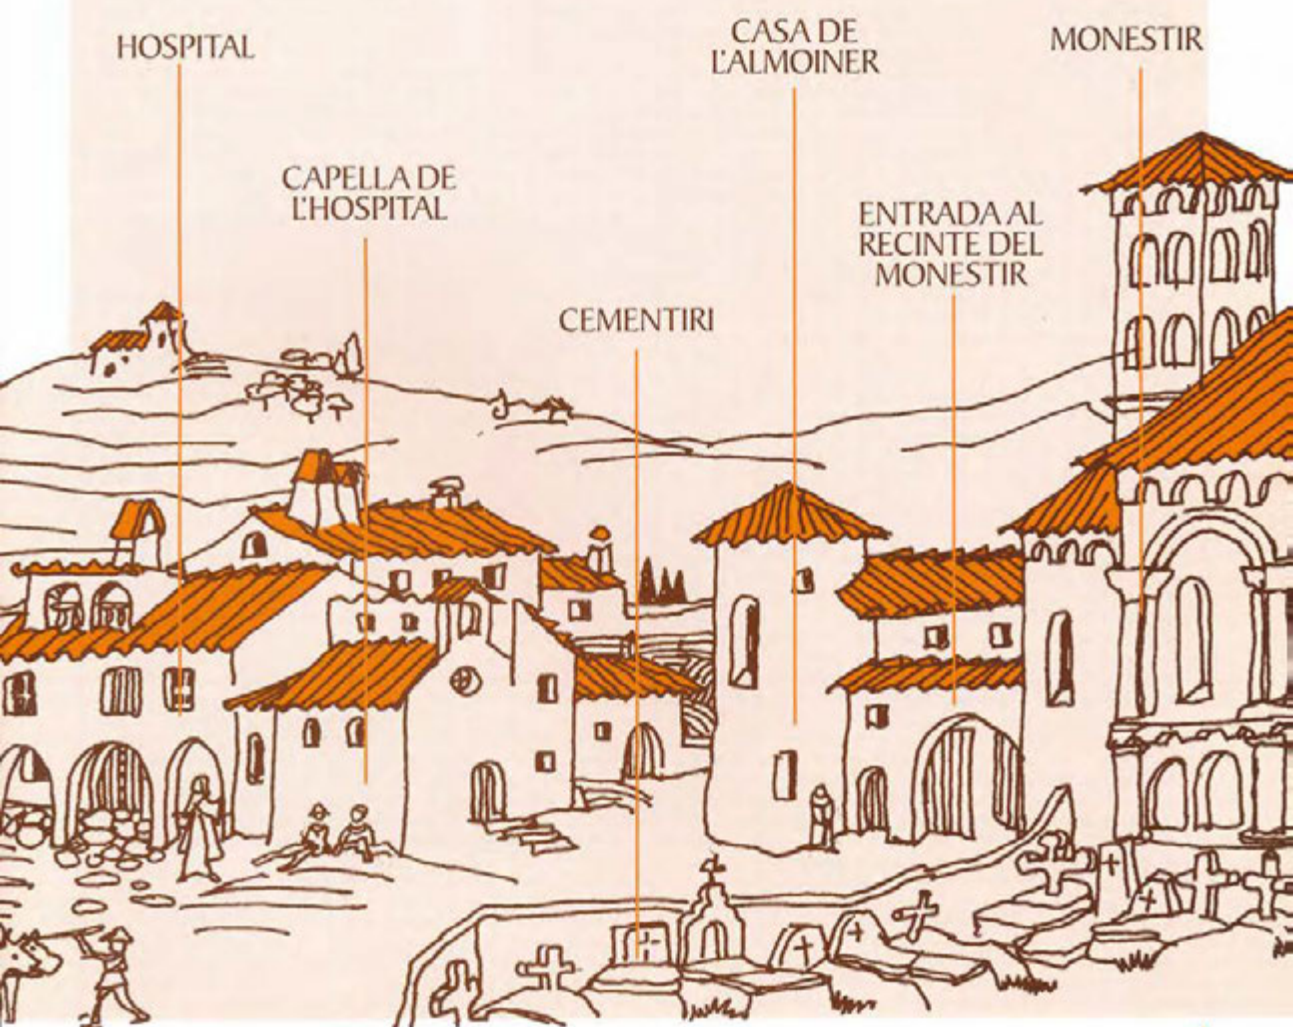 HOSPITAL
CAPELLA DE
L'HOSPITAL
CEMENTIRI
CASA DE
L'ALMOINER
ENTRADA AL
RECINTE DEL
MONESTIR
MONESTIR